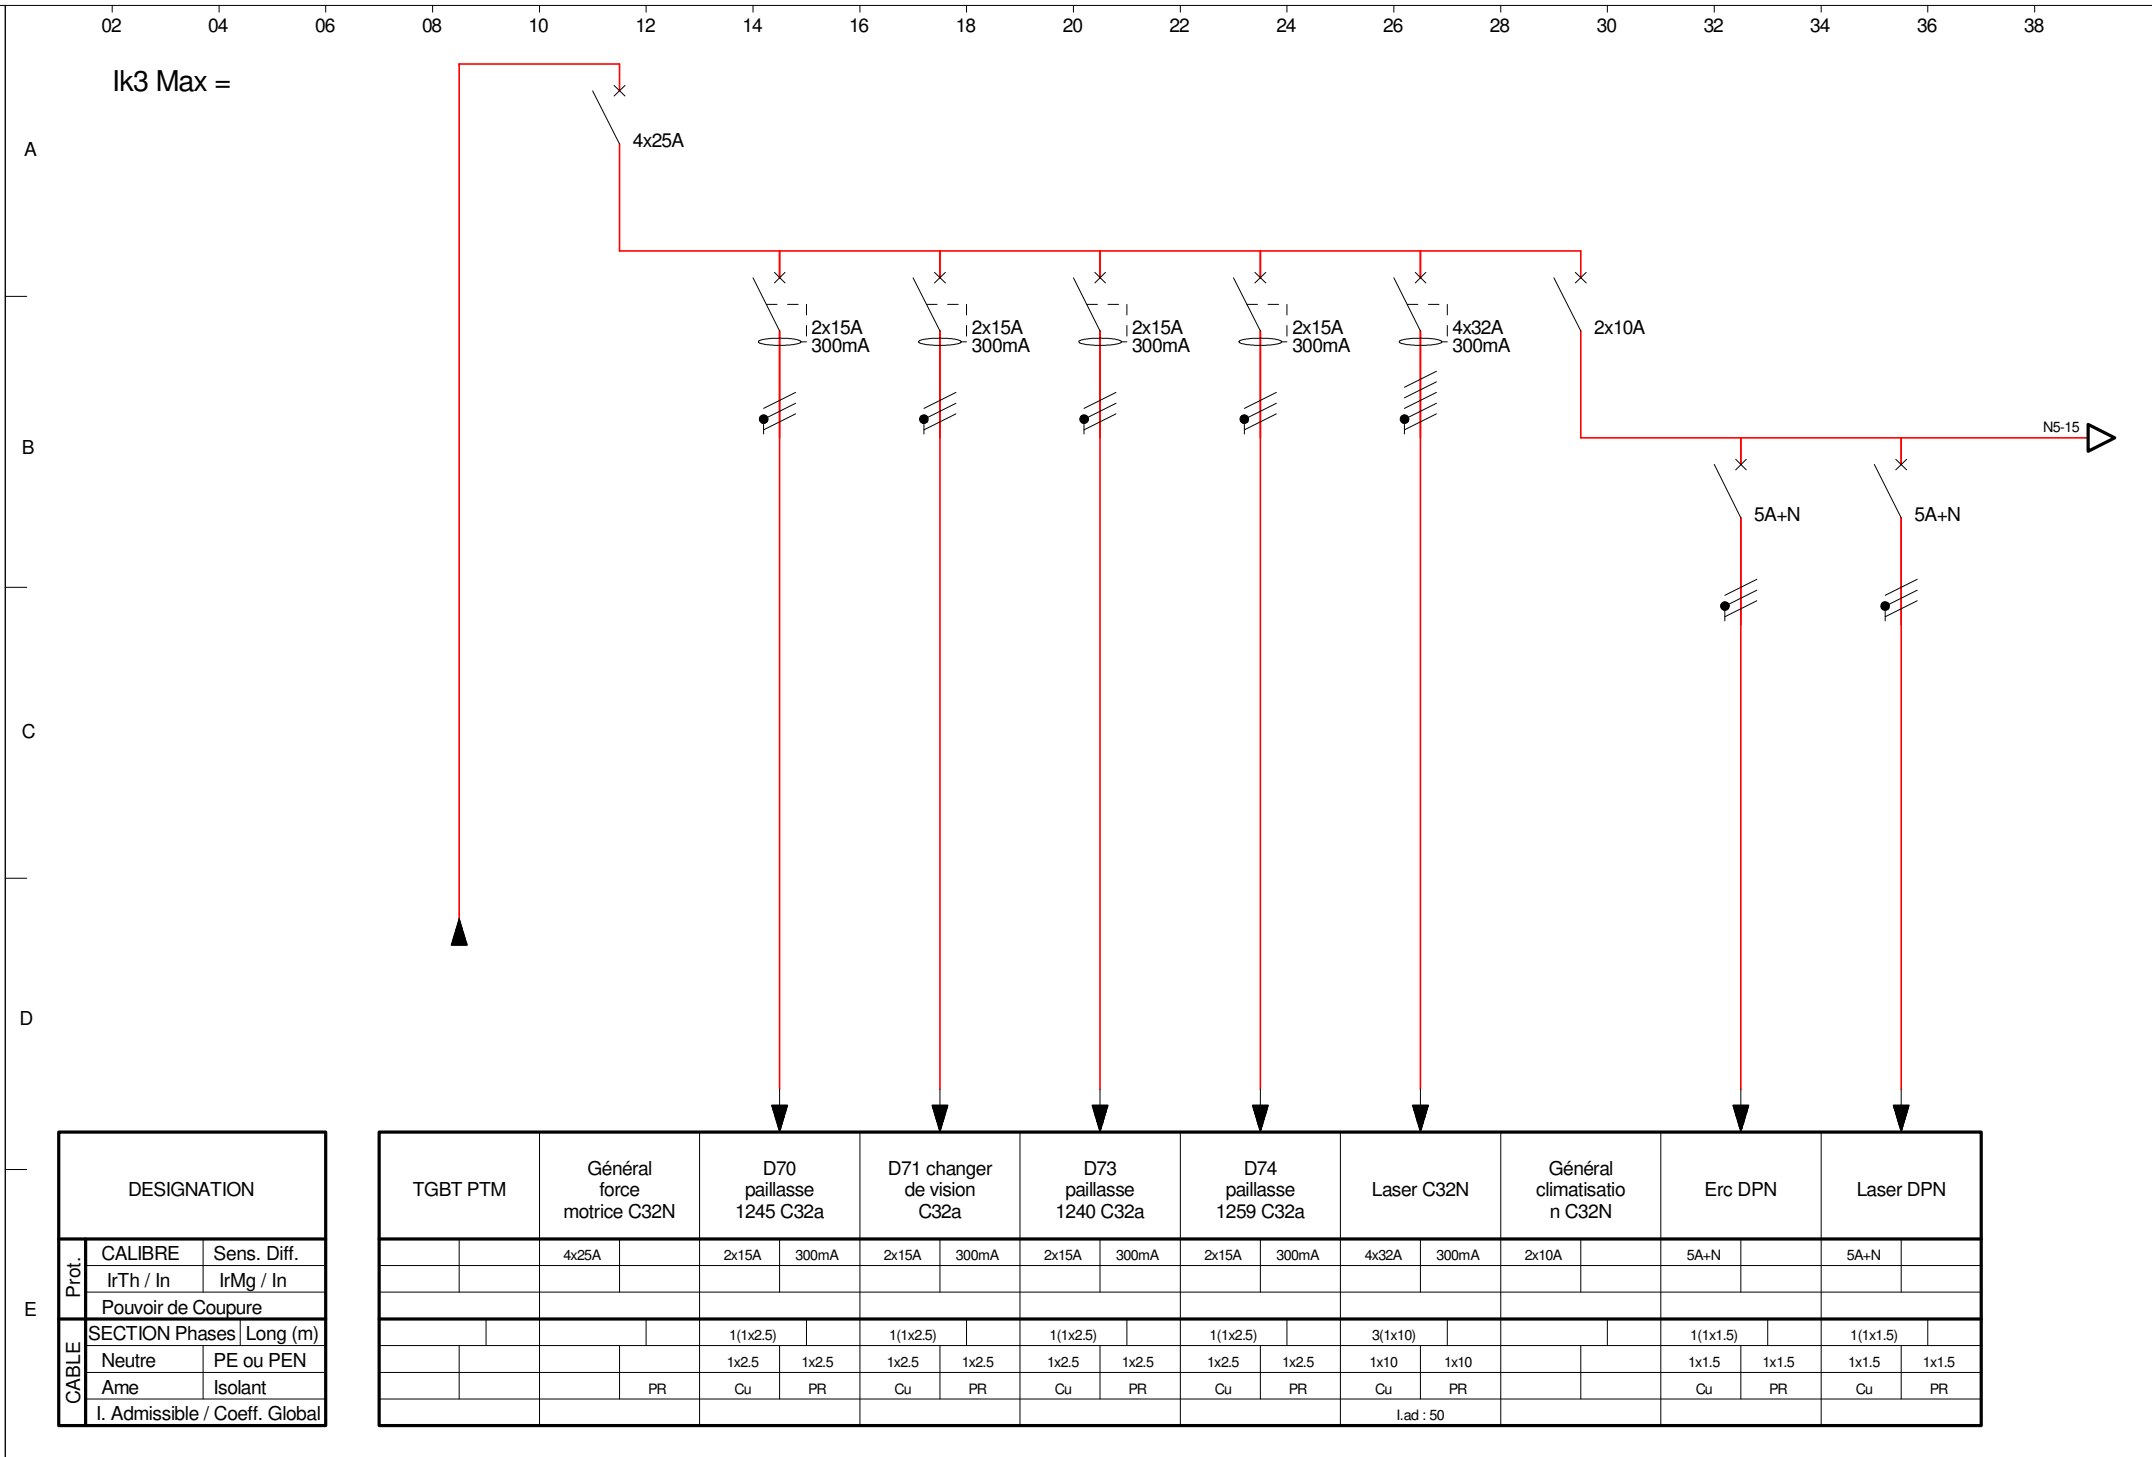 02 04 06 08 10 12 14 16 18 20 22 24 26 28 30 32 34 36 38
Ik3 Max =
A
4x25A
2x15A
300mA
2x15A
300mA
2x15A
300mA
2x15A
300mA
4x32A
300mA
2x10A
B
N5-15
5A+N
5A+N
C
D
DESIGNATION
TGBT PTM
Général
force
motrice C32N
D70
paillasse
1245 C32a
D71 changer
de vision
C32a
D73
paillasse
1240 C32a
D74
paillasse
1259 C32a
Laser C32N
Général
climatisatio
n C32N
Erc DPN
Laser DPN
E
Prot.
CALIBRE Sens. Diff. 4x25A 2x15A 300mA 2x15A 300mA 2x15A 300mA 2x15A 300mA 4x32A 300mA 2x10A 5A+N 5A+N
IrTh / In IrMg / In
Pouvoir de Coupure
CABLE
SECTION Phases Long (m) 1(1x2.5) 1(1x2.5) 1(1x2.5) 1(1x2.5) 3(1x10) 1(1x1.5) 1(1x1.5)
Neutre PE ou PEN 1x2.5 1x2.5 1x2.5 1x2.5 1x2.5 1x2.5 1x2.5 1x2.5 1x10 1x10 1x1.5 1x1.5 1x1.5 1x1.5
Ame Isolant PR Cu PR Cu PR Cu PR Cu PR Cu PR Cu PR Cu PR
I. Admissible / Coeff. Global I.ad : 50